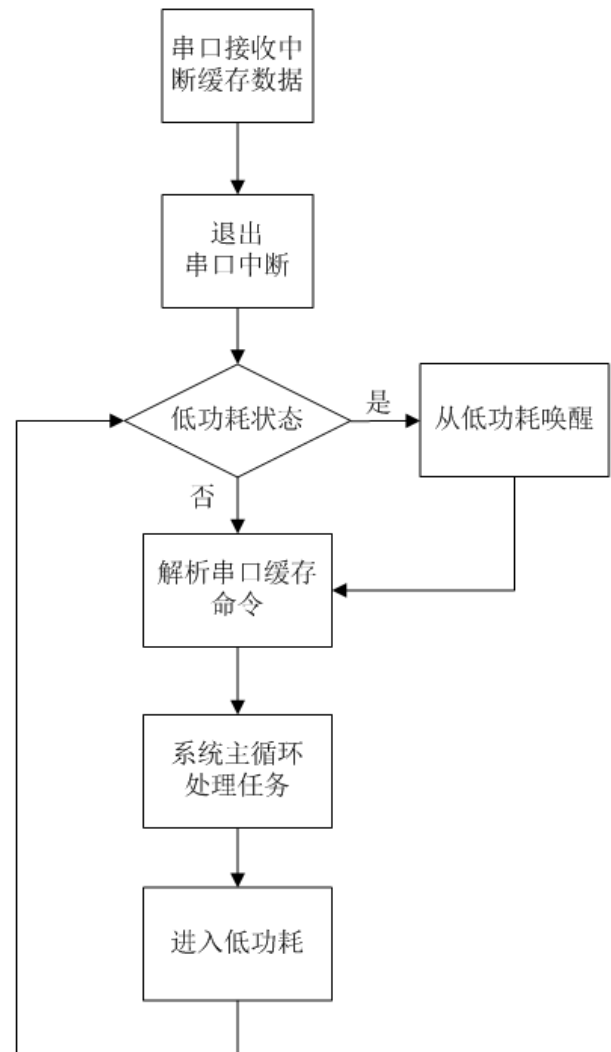 串口接收中
断缓存数据
退出
串口中断
低功耗状态
是
从低功耗唤醒
否
解析串口缓存
命令
系统主循环
处理任务
进入低功耗